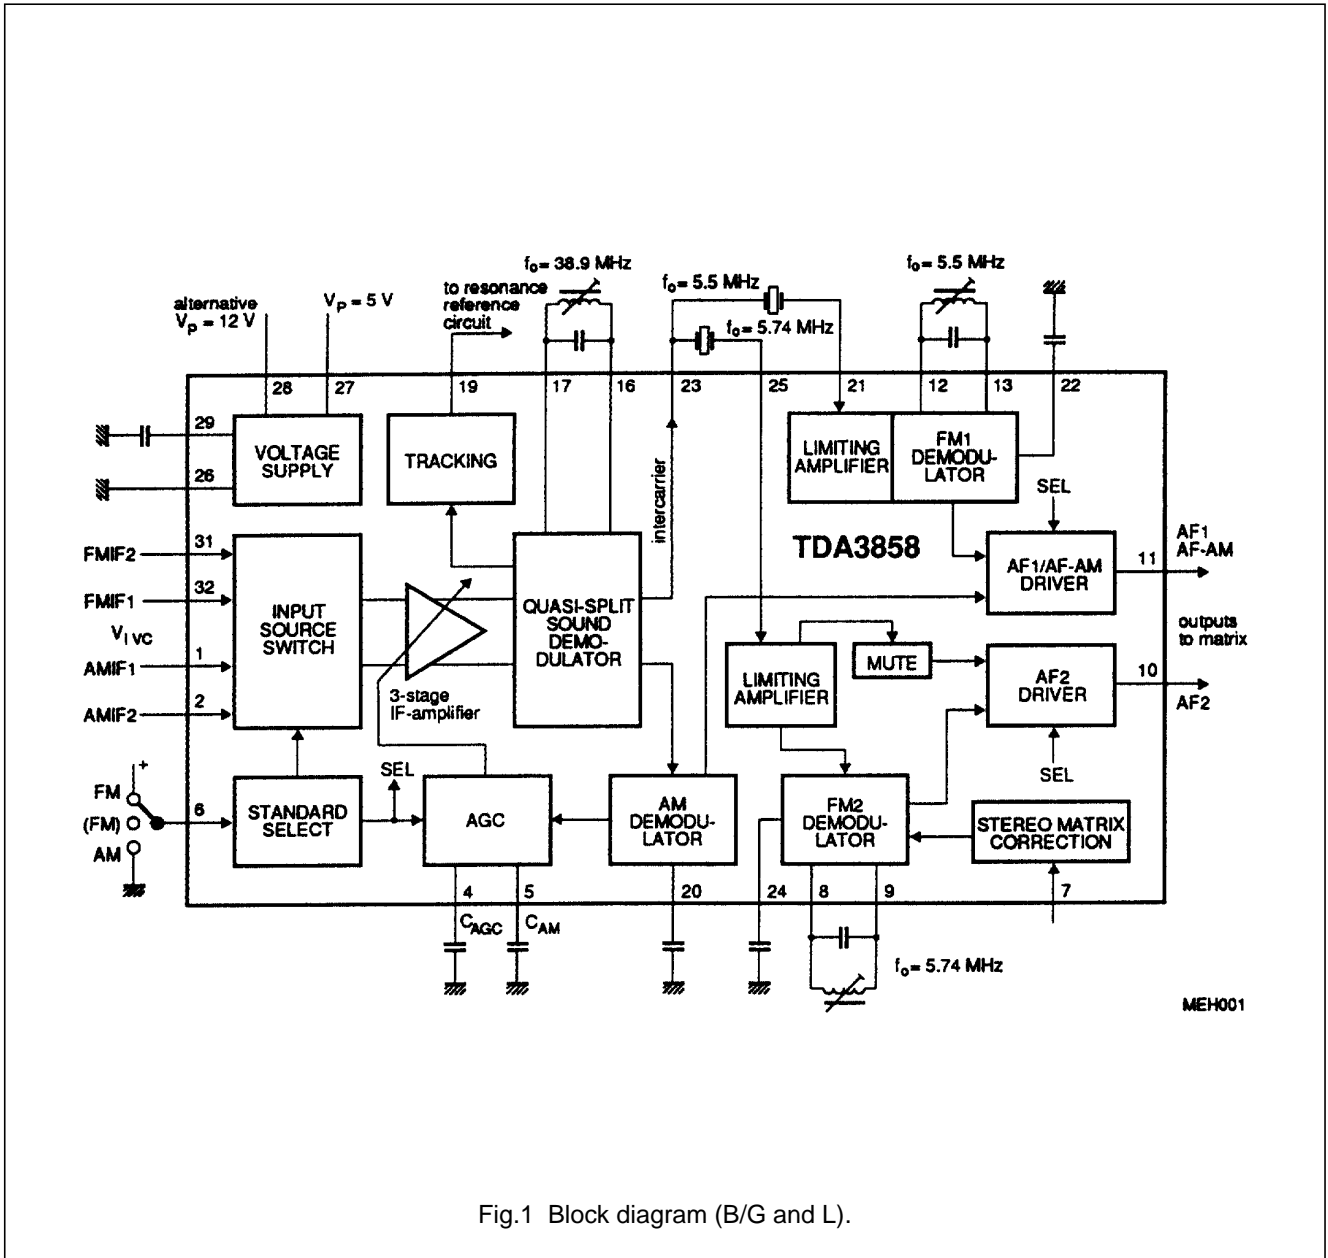 fo= 38.9 MHz
fo= 5.5 MHz
fo= 5.5 MHz
fo= 5.74 MHz
alternative
VP = 12 V
VP = 5 V
to resonance
reference
circuit
28
27
19
17
16
23
25
21
12
13
22
29
26
VOLTAGE
SUPPLY
TRACKING
intercarrier
LIMITING
AMPLIFIER
FM1
DEMODU-
LATOR
SEL
TDA3858
FMIF2
31
FMIF1
32
VI VC
AMIF1
1
AMIF2
2
INPUT
SOURCE
SWITCH
3-stage
IF-amplifier
QUASI-SPLIT
SOUND
DEMO-
DULATOR
AF1/AF-AM
DRIVER
11
AF1
AF-AM
outputs
to matrix
LIMITING
AMPLIFIER
MUTE
AF2
DRIVER
10
AF2
SEL
FM
+
(FM)
AM
6
STANDARD
SELECT
SEL
AGC
AM
DEMODU-
LATOR
FM2
DEMODU-
LATOR
STEREO MATRIX
CORRECTION
4
5
20
24
8
9
7
CAGC
CAM
fo= 5.74 MHz
MEH001
Fig.1 Block diagram (B/G and L).